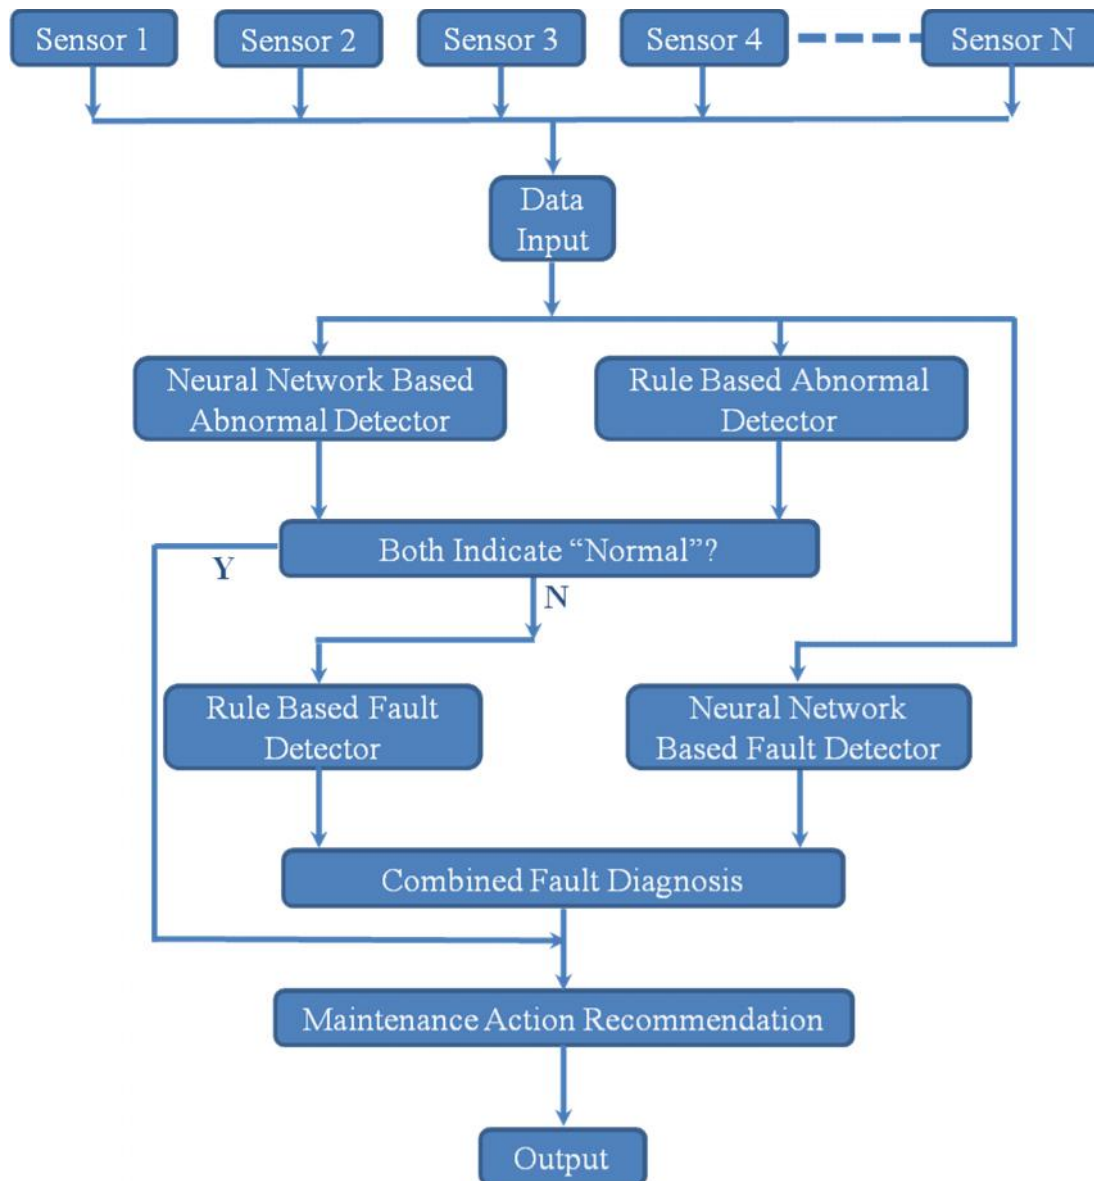 Sensor 1
Sensor 2
Sensor 3
Sensor 4
Sensor N
Data
Input
Neural Network Based
Abnormal Detector
Rule Based Abnormal
Detector
Both Indicate “Normal”?
Y
N
Rule Based Fault
Detector
Neural Network
Based Fault Detector
Combined Fault Diagnosis
Maintenance Action Recommendation
Output